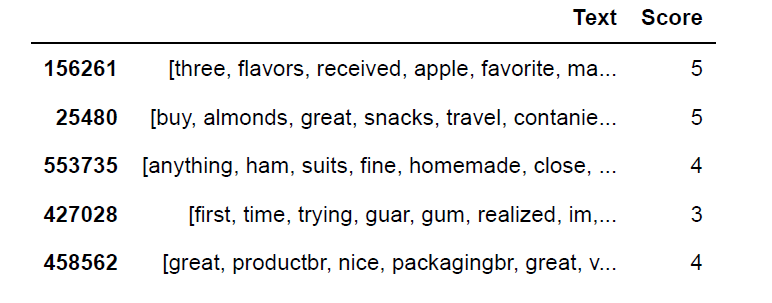 Text Score
156261 [three, flavors, received, apple, favorite, ma... 5
25480 [buy, almonds, great, snacks, travel, contanie... 5
553735 [anything, ham, suits, fine, homemade, close, ... 4
427028 [first, time, trying, guar, gum, realized, im,... 3
458562 [great, productbr, nice, packagingbr, great, v... 4